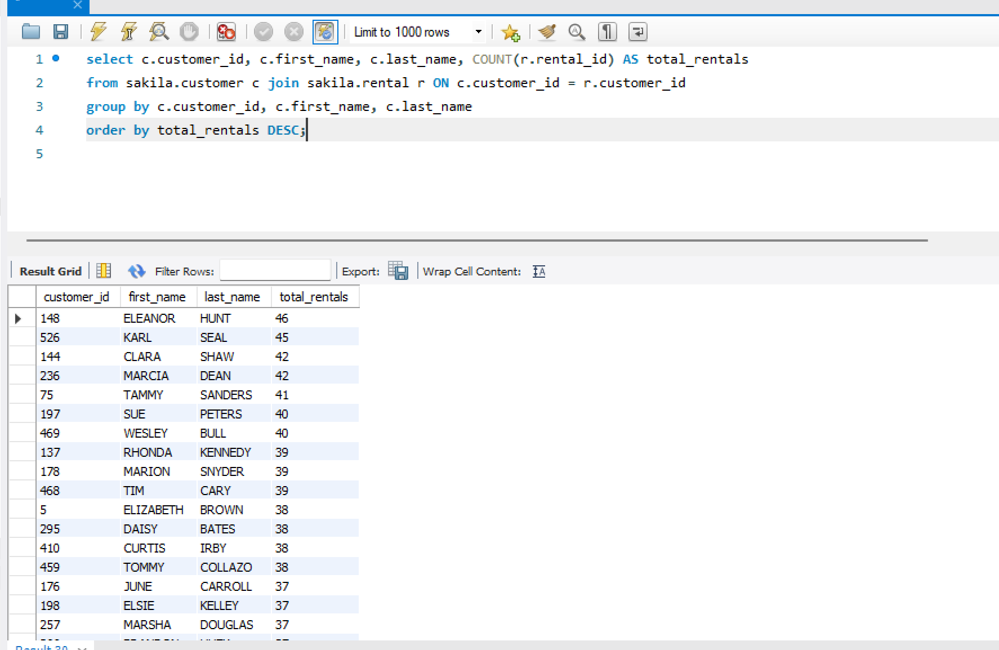 Limit to 1000 rows
1 select c.customer_id, c.first_name, c.last_name, COUNT(r.rental_id) AS total_rentals
2 from sakila.customer c join sakila.rental r ON c.customer_id = r.customer_id
3 group by c.customer_id, c.first_name, c.last_name
4 order by total_rentals DESC;
5
Result Grid Filter Rows: Export: Wrap Cell Content:
customer_id first_name last_name total_rentals
148 ELEANOR HUNT 46
526 KARL SEAL 45
144 CLARA SHAW 42
236 MARCIA DEAN 42
75 TAMMY SANDERS 41
197 SUE PETERS 40
469 WESLEY BULL 40
137 RHONDA KENNEDY 39
178 MARION SNYDER 39
468 TIM CARY 39
5 ELIZABETH BROWN 38
295 DAISY BATES 38
410 CURTIS IRBY 38
459 TOMMY COLLAZO 38
176 JUNE CARROLL 37
198 ELSIE KELLEY 37
257 MARSHA DOUGLAS 37